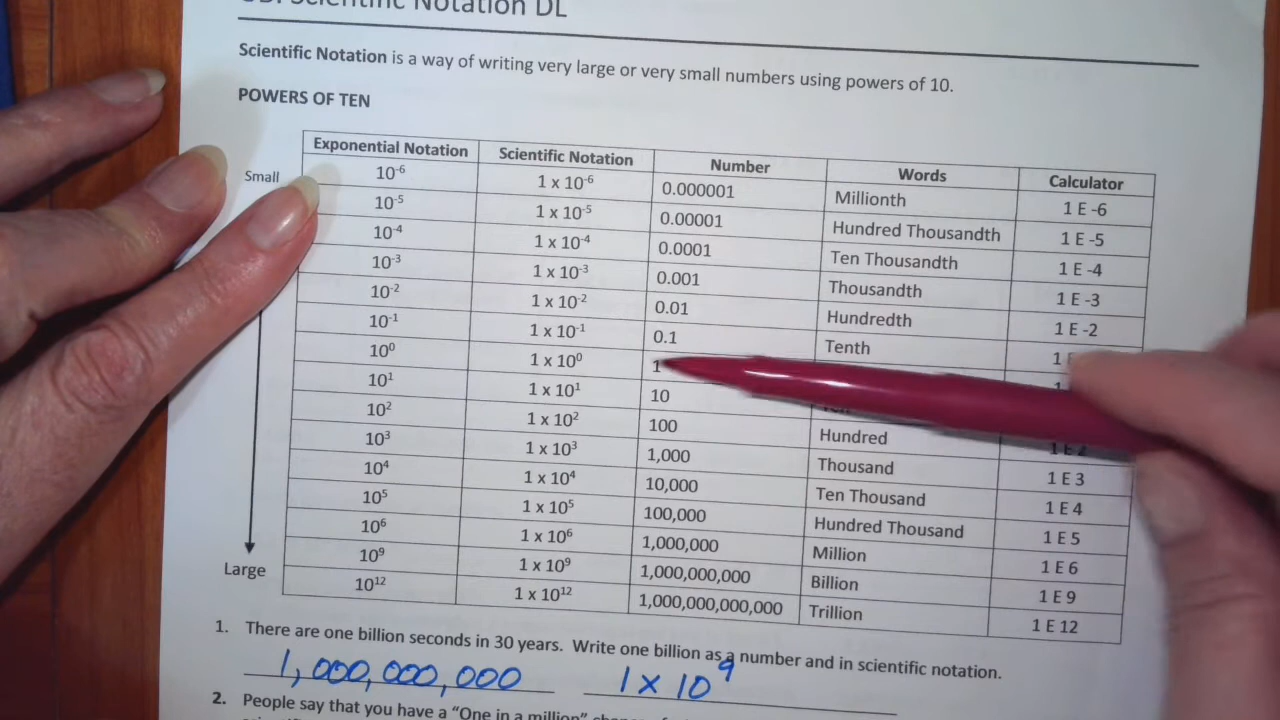 Scientific Notation DL
Scientific Notation is a way of writing very large or very small numbers using powers of 10.
POWERS OF TEN
Exponential Notation Scientific Notation Number Words Calculator
Small 10⁻⁶ 1 x 10⁻⁶ 0.000001 Millionth 1 E -6
10⁻⁵ 1 x 10⁻⁵ 0.00001 Hundred Thousandth 1 E -5
10⁻⁴ 1 x 10⁻⁴ 0.0001 Ten Thousandth 1 E -4
10⁻³ 1 x 10⁻³ 0.001 Thousandth 1 E -3
10⁻² 1 x 10⁻² 0.01 Hundredth 1 E -2
10⁻¹ 1 x 10⁻¹ 0.1 Tenth 1
10⁰ 1 x 10⁰ 1
10¹ 1 x 10¹ 10
10² 1 x 10² 100 Hundred 1 E 2
10³ 1 x 10³ 1,000 Thousand 1 E 3
10⁴ 1 x 10⁴ 10,000 Ten Thousand 1 E 4
10⁵ 1 x 10⁵ 100,000 Hundred Thousand 1 E 5
10⁶ 1 x 10⁶ 1,000,000 Million 1 E 6
10⁹ 1 x 10⁹ 1,000,000,000 Billion 1 E 9
Large 10¹² 1 x 10¹² 1,000,000,000,000 Trillion 1 E 12
1. There are one billion seconds in 30 years. Write one billion as a number and in scientific notation.
1,000,000,000 1 x 10⁹
2. People say that you have a “One in a million”